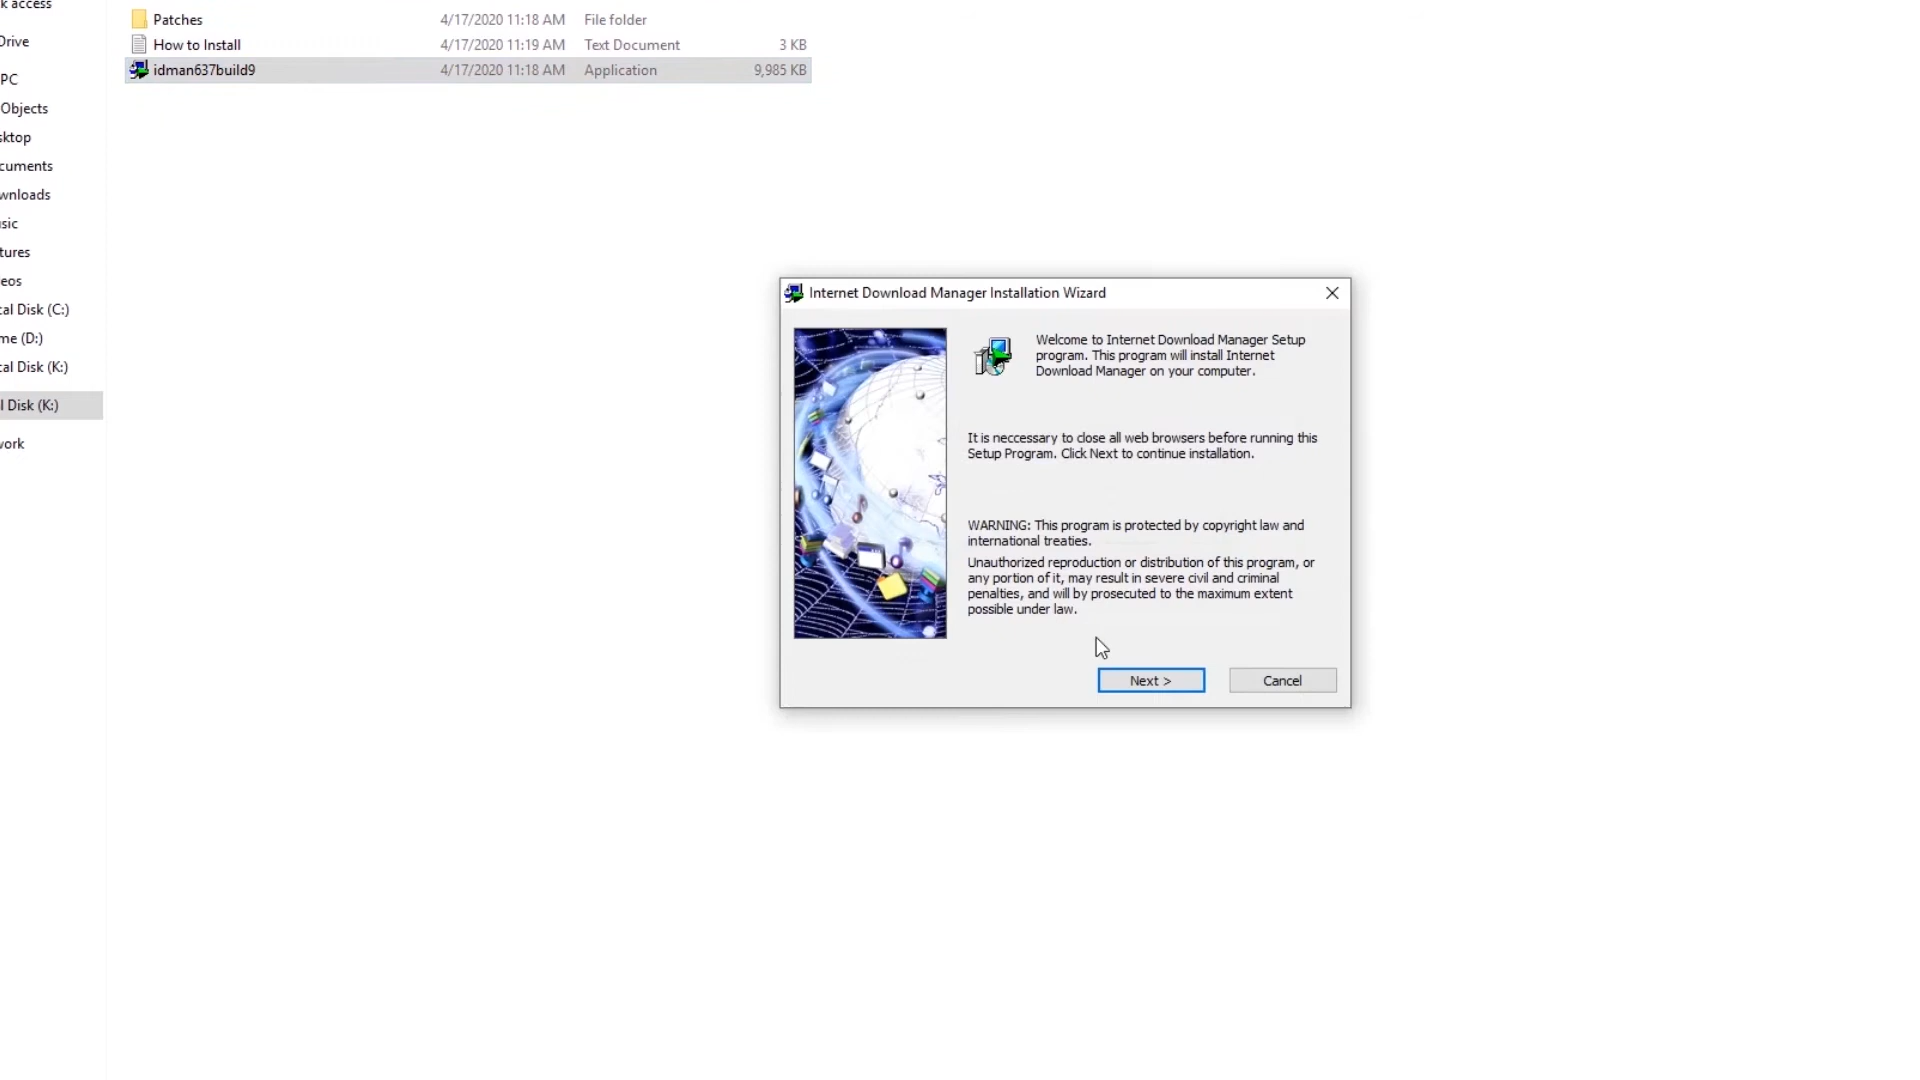 k access
Drive
PC
Objects
sktop
cuments
wnloads
sic
tures
eos
cal Disk (C:)
me (D:)
cal Disk (K:)
l Disk (K:)
work
Patches 4/17/2020 11:18 AM File folder
How to Install 4/17/2020 11:19 AM Text Document 3 KB
idman637build9 4/17/2020 11:18 AM Application 9,985 KB
Internet Download Manager Installation Wizard
Welcome to Internet Download Manager Setup
program. This program will install Internet
Download Manager on your computer.
It is neccessary to close all web browsers before running this
Setup Program. Click Next to continue installation.
WARNING: This program is protected by copyright law and
international treaties.
Unauthorized reproduction or distribution of this program, or
any portion of it, may result in severe civil and criminal
penalties, and will by prosecuted to the maximum extent
possible under law.
Next >
Cancel